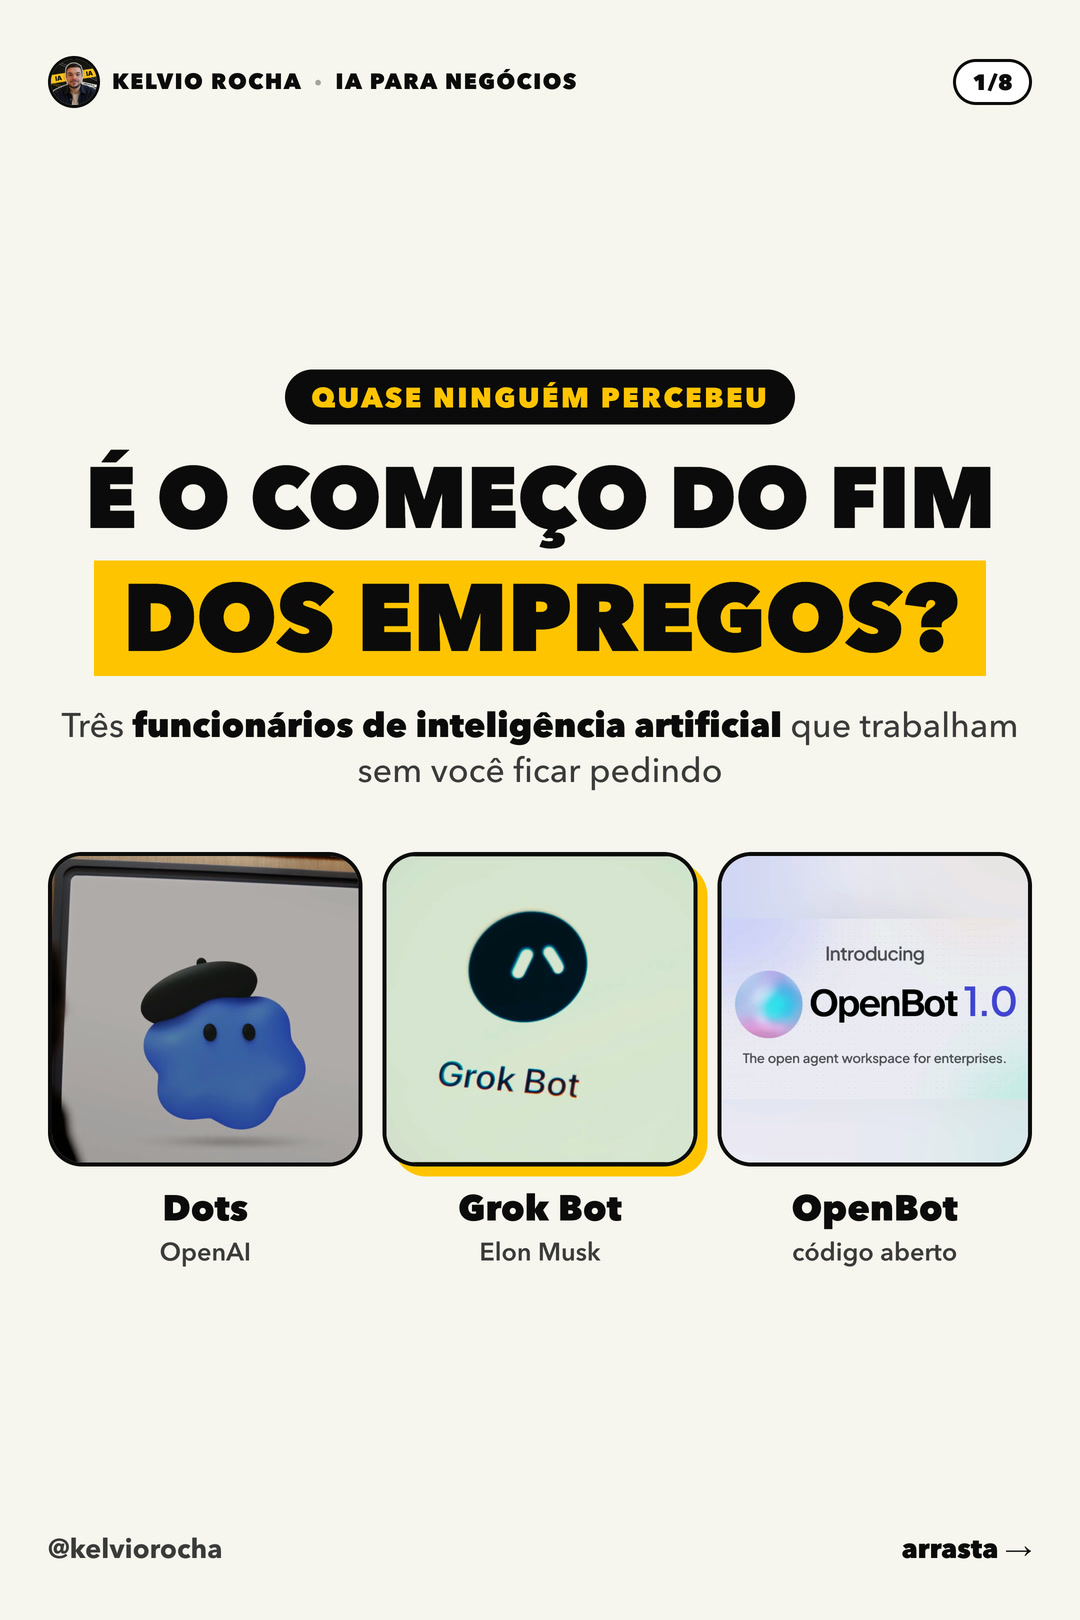 KELVIO ROCHA • IA PARA NEGÓCIOS
1/8
QUASE NINGUÉM PERCEBEU
É O COMEÇO DO FIM
DOS EMPREGOS?
Três funcionários de inteligência artificial que trabalham
sem você ficar pedindo
Grok Bot
Introducing
OpenBot 1.0
The open agent workspace for enterprises.
Dots
OpenAI
Grok Bot
Elon Musk
OpenBot
código aberto
@kelviorocha
arrasta →